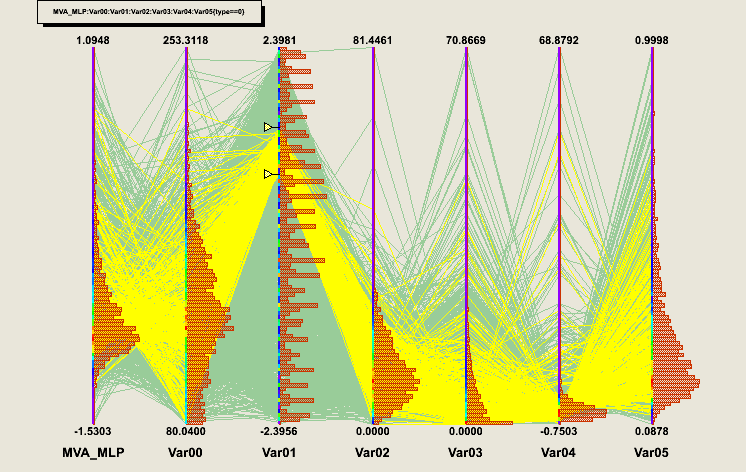 MVA_MLP:Var00:Var01:Var02:Var03:Var04:Var05{type==0}
1.0948 253.3118 2.3981 81.4461 70.8669 68.8792 0.9998
-1.5303 80.0400 -2.3956 0.0000 0.0000 -0.7503 0.0878
MVA_MLP Var00 Var01 Var02 Var03 Var04 Var05